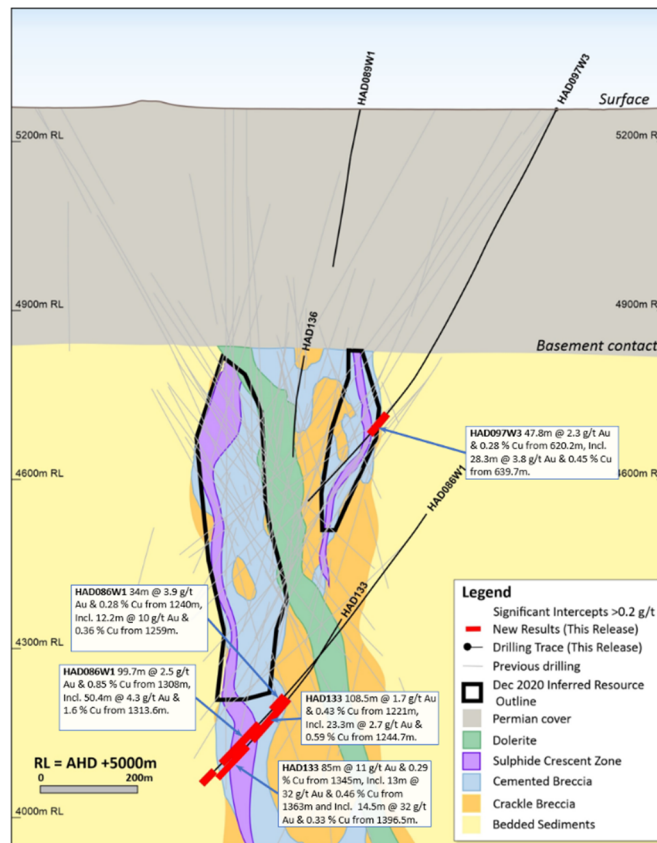 HAD089W1
HAD097W3
Surface
5200m RL
5200m RL
4900m RL
4900m RL
HAD136
Basement contact
HAD097W3 47.8m @ 2.3 g/t Au
& 0.28 % Cu from 620.2m, Incl.
28.3m @ 3.8 g/t Au & 0.45 % Cu
from 639.7m.
4600m RL
4600m RL
HAD086W1
HAD086W1 34m @ 3.9 g/t
Au & 0.28 % Cu from 1240m,
Incl. 12.2m @ 10 g/t Au &
0.36 % Cu from 1259m.
HAD133
4300m RL
HAD086W1 99.7m @ 2.5 g/t
Au & 0.85 % Cu from 1308m,
Incl, 50.4m @ 4.3 g/t Au &
1.6 % Cu from 1313.6m.
HAD133 108.5m @ 1.7 g/t Au
& 0.43 % Cu from 1221m,
Incl, 23.3m @ 2.7 g/t Au &
0.59 % Cu from 1244.7m.
HAD133 85m @ 11 g/t Au & 0.29
% Cu from 1345m, Incl. 13m @
32 g/t Au & 0.46 % Cu from
1363m and Incl. 14.5m @ 32 g/t
Au & 0.33 % Cu from 1396.5m.
RL = AHD +5000m
0 200m
4000m RL
Legend
Significant Intercepts >0.2 g/t
New Results (This Release)
Drilling Trace (This Release)
Previous drilling
Dec 2020 Inferred Resource
Outline
Permian cover
Dolerite
Sulphide Crescent Zone
Cemented Breccia
Crackle Breccia
Bedded Sediments